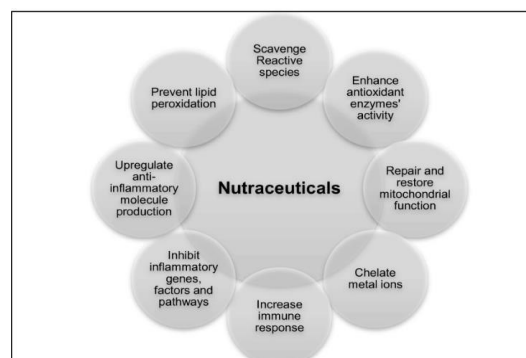 Scavenge
Reactive
species
Enhance
antioxidant
enzymes'
activity
Repair and
restore
mitochondrial
function
Chelate
metal ions
Increase
immune
response
Inhibit
inflammatory
genes,
factors and
pathways
Upregulate
anti-
inflammatory
molecule
production
Prevent lipid
peroxidation
Nutraceuticals